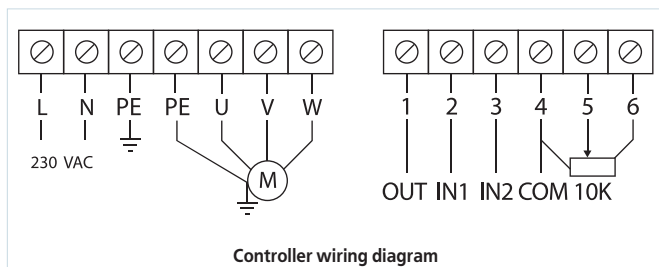 L N PE PE U V W 1 2 3 4 5 6
230 VAC
M
OUT IN1 IN2 COM 10K
Controller wiring diagram